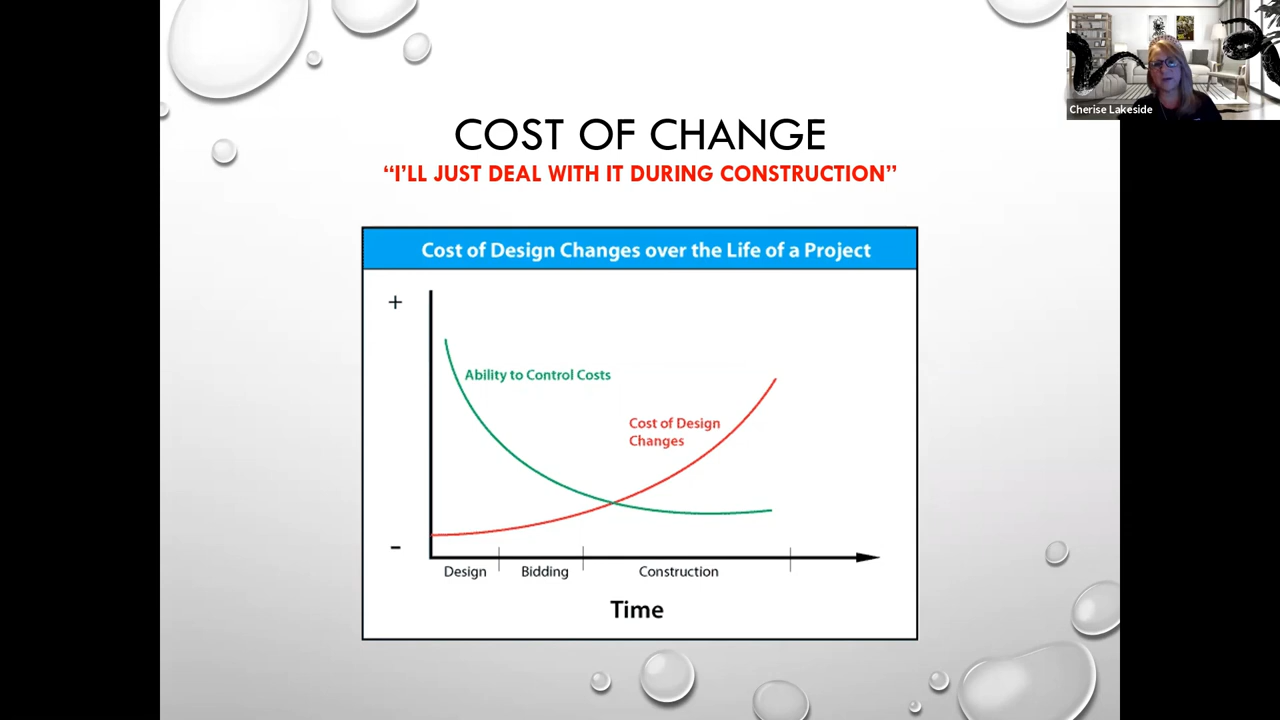 Cherise Lakeside
COST OF CHANGE
“I’LL JUST DEAL WITH IT DURING CONSTRUCTION”
Cost of Design Changes over the Life of a Project
+
Ability to Control Costs
Cost of Design
Changes
-
Design
Bidding
Construction
Time